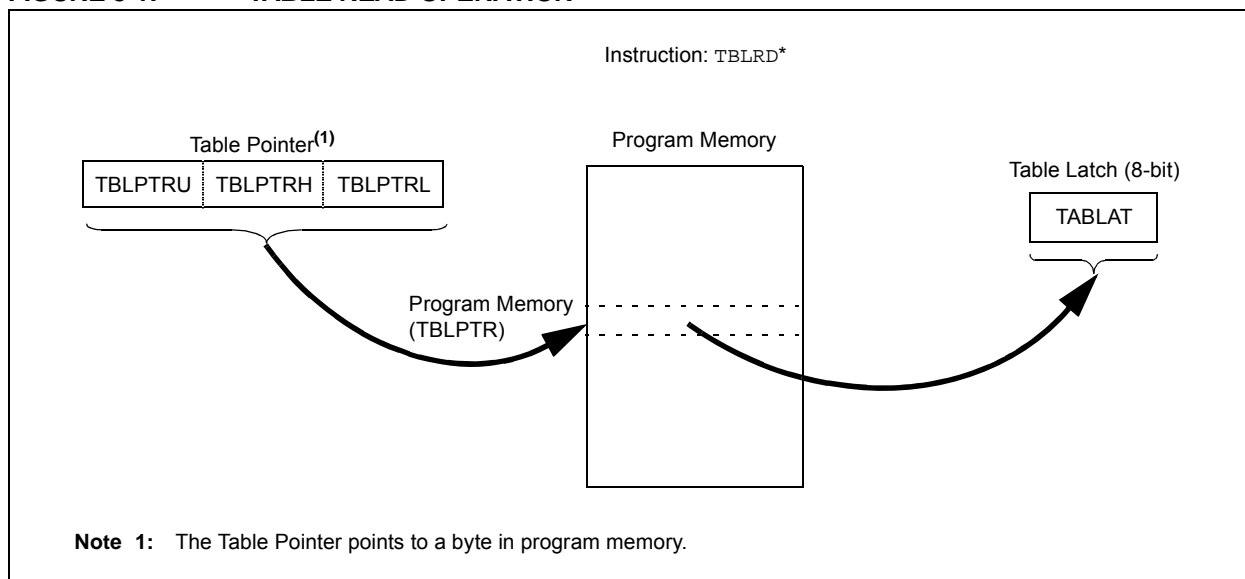 Instruction: TBLRD*
Table Pointer(1)
TBLPTRU TBLPTRH TBLPTRL
Program Memory
Table Latch (8-bit)
TABLAT
Program Memory
(TBLPTR)
Note 1: The Table Pointer points to a byte in program memory.